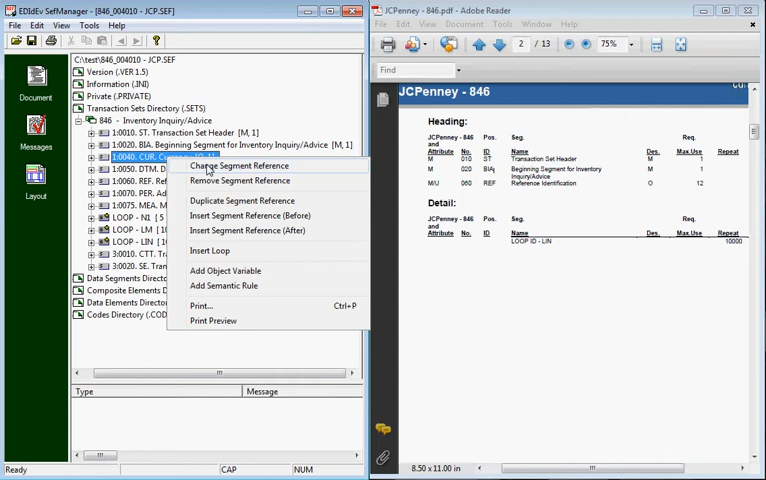 EDIdEv SefManager - [846_004010 - JCP.SEF]
File View Tools Help
Document
Messages
Layout
C:\test\846_004010 - JCP.SEF
Version (.VER 1.5)
Information (.INI)
Private (.PRIVATE)
Transaction Sets Directory (.SETS)
846 - Inventory Inquiry/Advice
1:0010. ST. Transaction Set Header [M, 1]
1:0020. BIA. Beginning Segment for Inventory Inquiry/Advice [M, 1]
1:0040. CUR.
1:0050. DTM.
1:0060. REF.
1:0070. PER.
1:0080. MEA.
LOOP - N1 [
LOOP - LM [
LOOP - LIN [
3:0010. CTT.
3:0020. SE.
Data Segments
Composite Elements
Data Elements
Codes Directory (.COD
Change Segment Reference
Remove Segment Reference
Duplicate Segment Reference
Insert Segment Reference (Before)
Insert Segment Reference (After)
Insert Loop
Add Object Variable
Add Semantic Rule
Print... Ctrl+P
Print Preview
Type Message
Ready CAP NUM
JCPenney - 846.pdf - Adobe Reader
File Edit View Document Tools Window Help
2 / 13 75%
Find
JCPenney - 846
Heading:
JCPenney - 846 Pos. Seg. Req.
and
Attribute No. ID Name Des. Max.Use Repeat
M 010 ST Transaction Set Header M 1
M 020 BIA Beginning Segment for Inventory M 1
Inquiry/Advice
M/U 060 REF Reference Identification O 12
Detail:
JCPenney - 846 Pos. Seg. Req.
and
Attribute No. ID Name Des. Max.Use Repeat
LOOP ID - LIN 10000
8.50 x 11.00 in